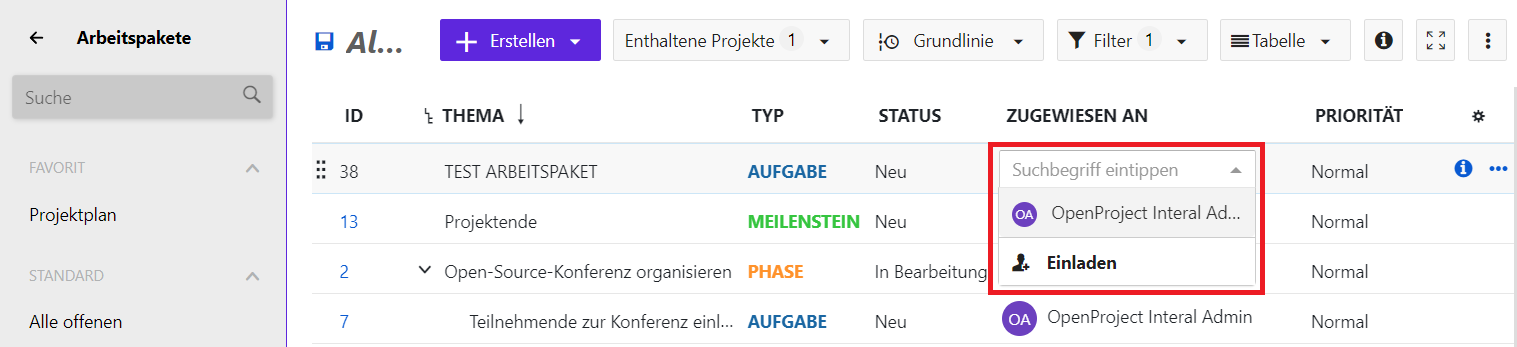 Arbeitspakete
Suche
FAVORIT
Projektplan
STANDARD
Alle offenen
Al... Erstellen Enthaltene Projekte 1 Grundlinie Filter 1 Tabelle
ID THEMA TYP STATUS ZUGEWIESEN AN PRIORITÄT
38 TEST ARBEITSPAKET AUFGABE Neu Suchbegriff eintippen Normal
OA OpenProject Interal Ad...
13 Projektende MEILENSTEIN Neu Normal
Einladen
2 Open-Source-Konferenz organisieren PHASE In Bearbeitung Normal
7 Teilnehmende zur Konferenz einl... AUFGABE Neu OA OpenProject Interal Admin Normal